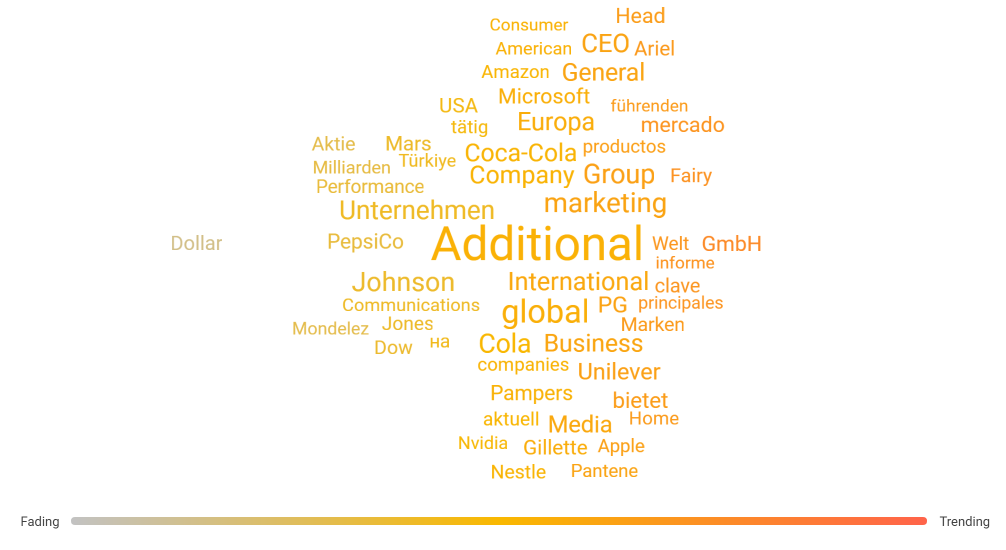 Head
Consumer
CEO Ariel
American
Amazon General
Microsoft
USA führenden
tätig Europa mercado
Aktie Mars Coca-Cola productos
Milliarden Türkiye
Performance Company Group Fairy
Unternehmen marketing
Dollar PepsiCo Additional Welt GmbH
informe
Johnson International clave
Communications global PG principales
Mondelez Jones Marken
Dow на Cola Business
companies Unilever
Pampers bietet
aktuell Media Home
Nvidia Gillette Apple
Nestle Pantene
Fading Trending